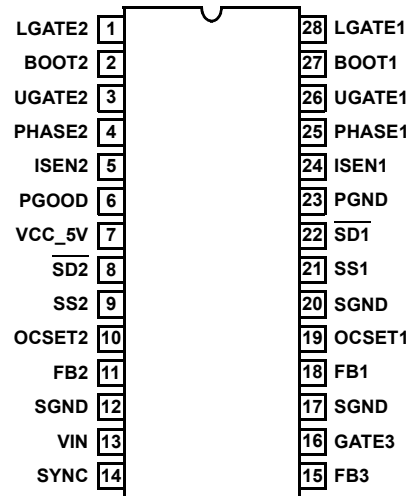 LGATE2 1 28 LGATE1
BOOT2 2 27 BOOT1
UGATE2 3 26 UGATE1
PHASE2 4 25 PHASE1
ISEN2 5 24 ISEN1
PGOOD 6 23 PGND
VCC_5V 7 22 SD1
SD2 8 21 SS1
SS2 9 20 SGND
OCSET2 10 19 OCSET1
FB2 11 18 FB1
SGND 12 17 SGND
VIN 13 16 GATE3
SYNC 14 15 FB3